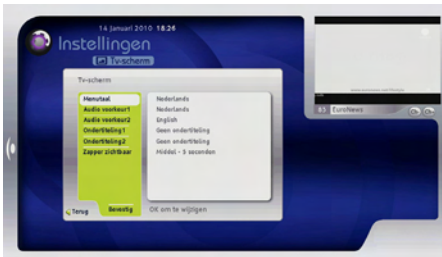 14 Januari 2010 18:26
Instellingen
Tv-scherm
Tv-scherm
Menutaal Nederlands
Audio voorkeur1 Nederlands
Audio voorkeur2 English
Ondertiteling1 Geen ondertiteling
Ondertiteling2 Geen ondertiteling
Zapper zichtbaar Middel - 5 seconden
Terug Bevestig OK om te wijzigen
83 EuroNews